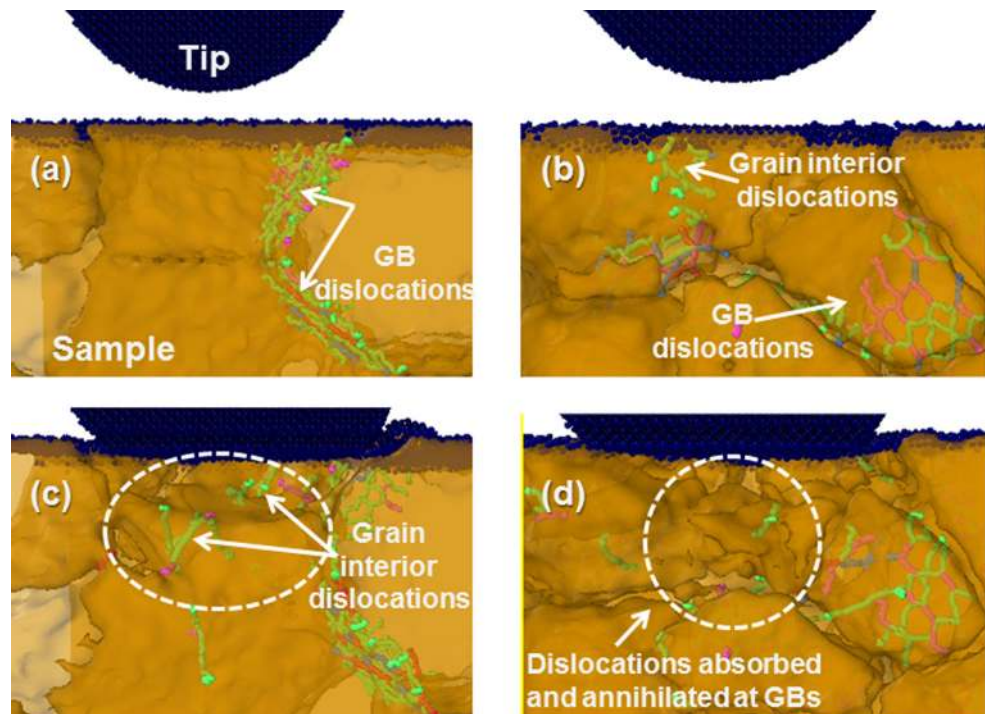 Tip
(a)
GB
dislocations
Sample
(b)
Grain interior
dislocations
GB
dislocations
(c)
Grain
interior
dislocations
(d)
Dislocations absorbed
and annihilated at GBs